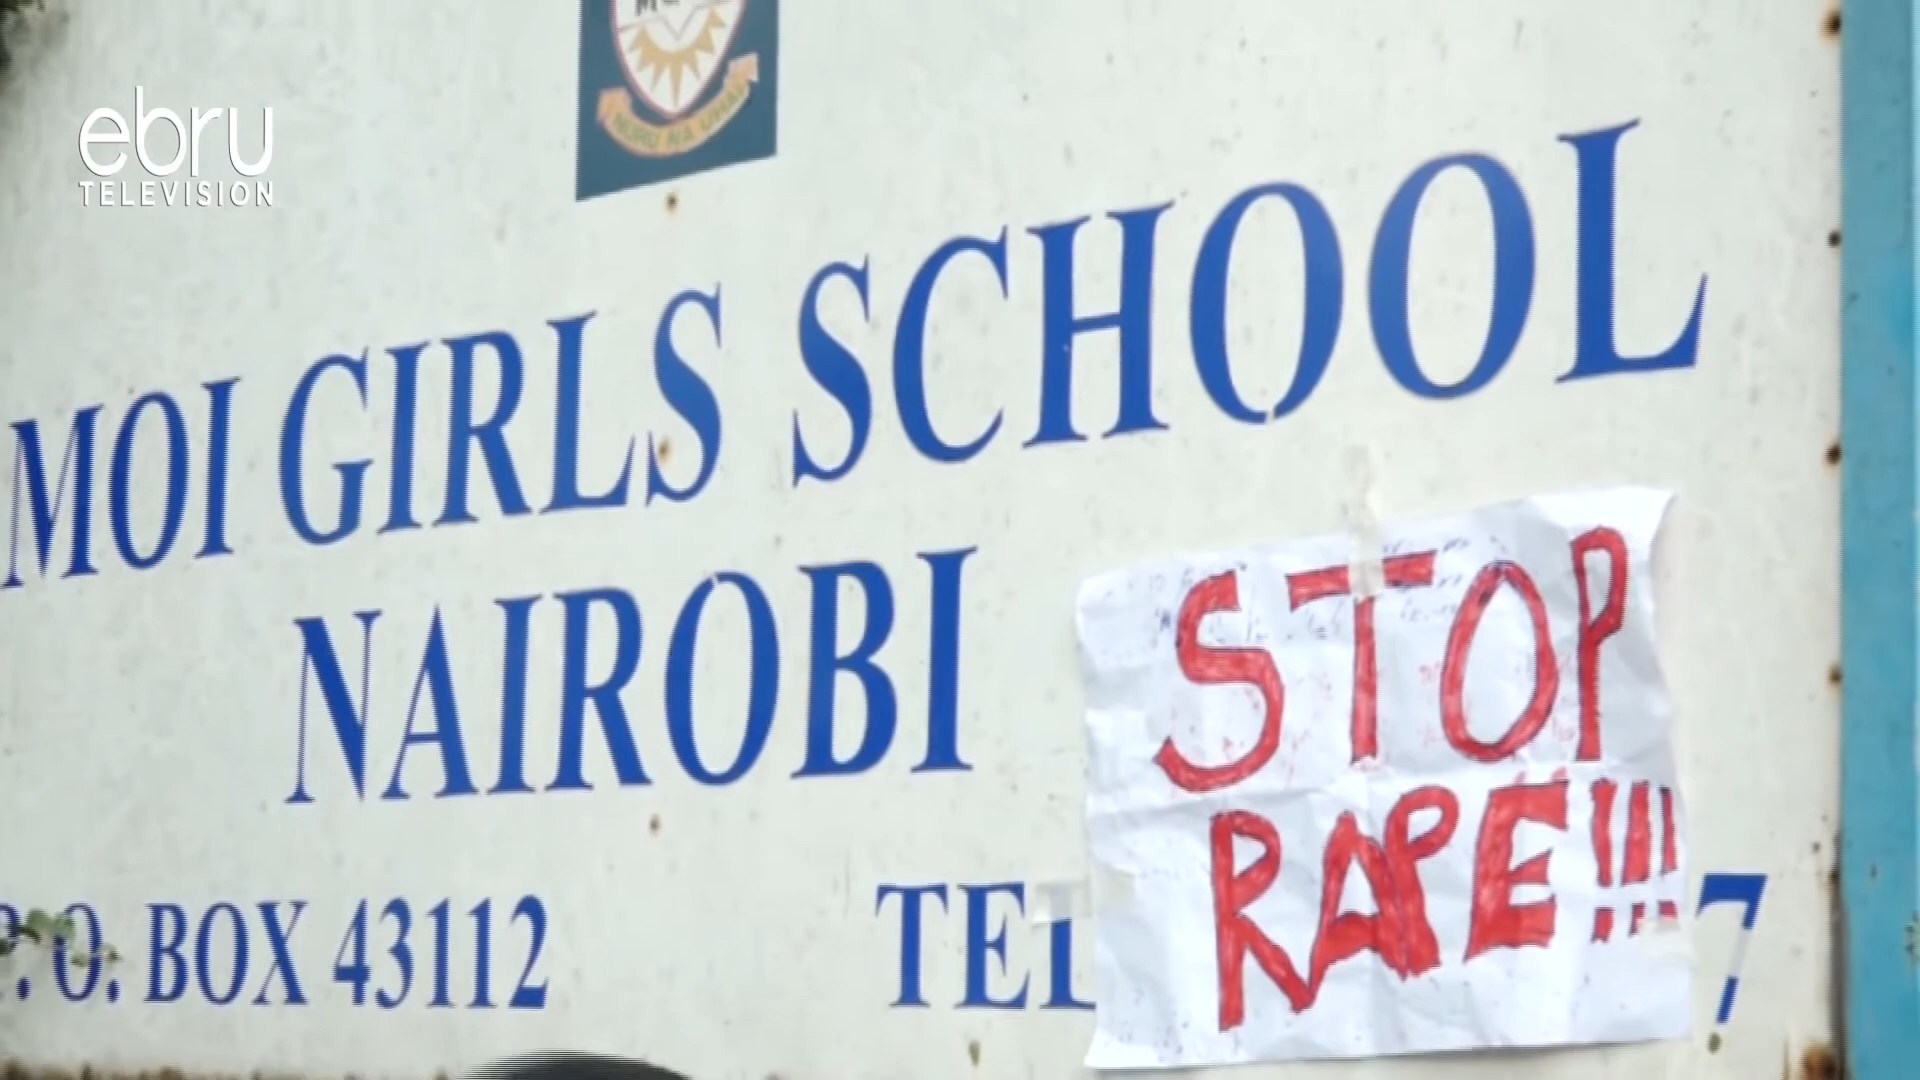 ebru
TELEVISION
MOI GIRLS SCHOOL
NAIROBI
P.O. BOX 43112
TEL
7
STOP
RAPE!!!